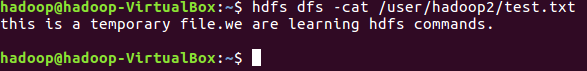 hadoop@hadoop-VirtualBox:~$ hdfs dfs -cat /user/hadoop2/test.txt
this is a temporary file.we are learning hdfs commands.
hadoop@hadoop-VirtualBox:~$